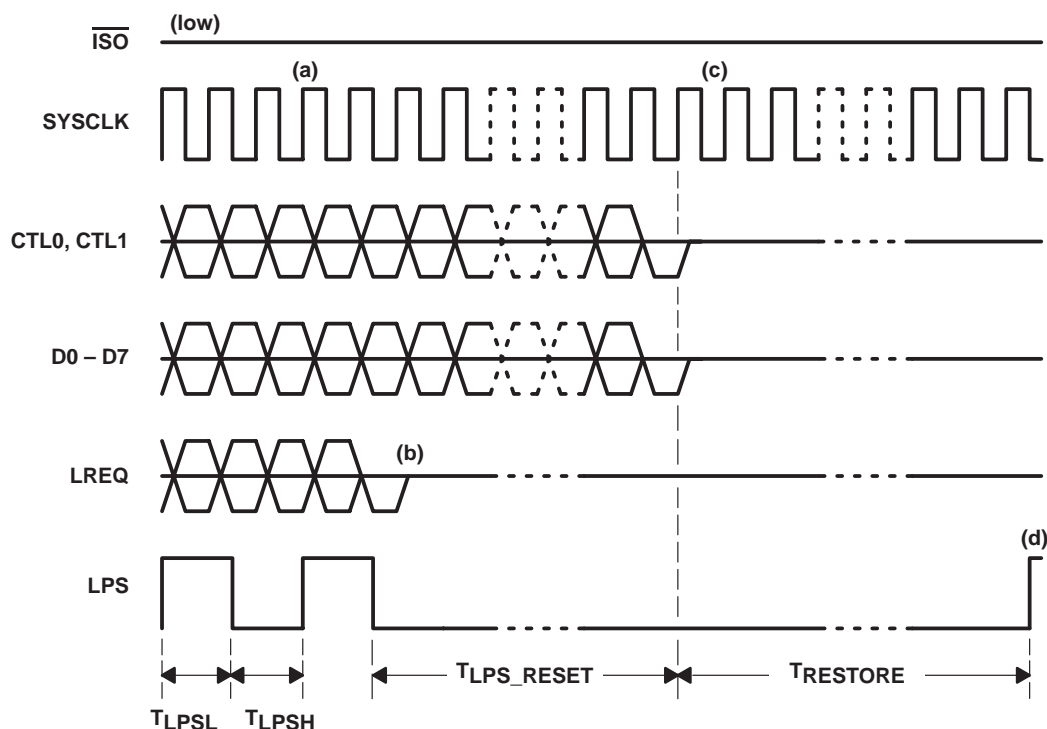 ISO
(low)
(a)
(c)
SYSCLK
CTL0, CTL1
D0 – D7
LREQ
(b)
LPS
(d)
TLPS_RESET
TRESTORE
TLPSL
TLPSH